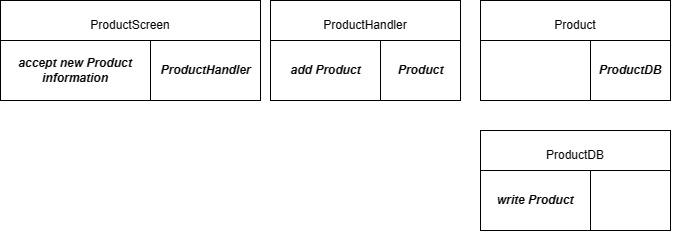 ProductScreen
accept new Product
information
ProductHandler
ProductHandler
add Product
Product
Product
ProductDB
ProductDB
write Product